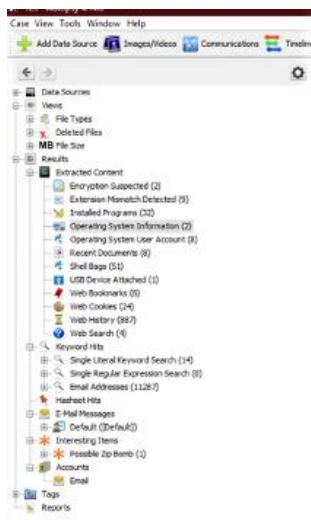 Case View Tools Window Help
Add Data Source Images/Videos Communications Timeline
Data Sources
Views
File Types
Deleted Files
MB File Size
Results
Extracted Content
Encryption Suspected (2)
Extension Mismatch Detected (9)
Installed Programs (32)
Operating System Information (2)
Operating System User Account (8)
Recent Documents (8)
Shell Bags (51)
USB Device Attached (1)
Web Bookmarks (6)
Web Cookies (24)
Web History (887)
Web Search (4)
Keyword Hits
Single Literal Keyword Search (14)
Single Regular Expression Search (8)
Email Addresses (11287)
Hashset Hits
E-Mail Messages
Default ([Default])
Interesting Items
Possible Zip Bomb (1)
Accounts
Email
Tags
Reports